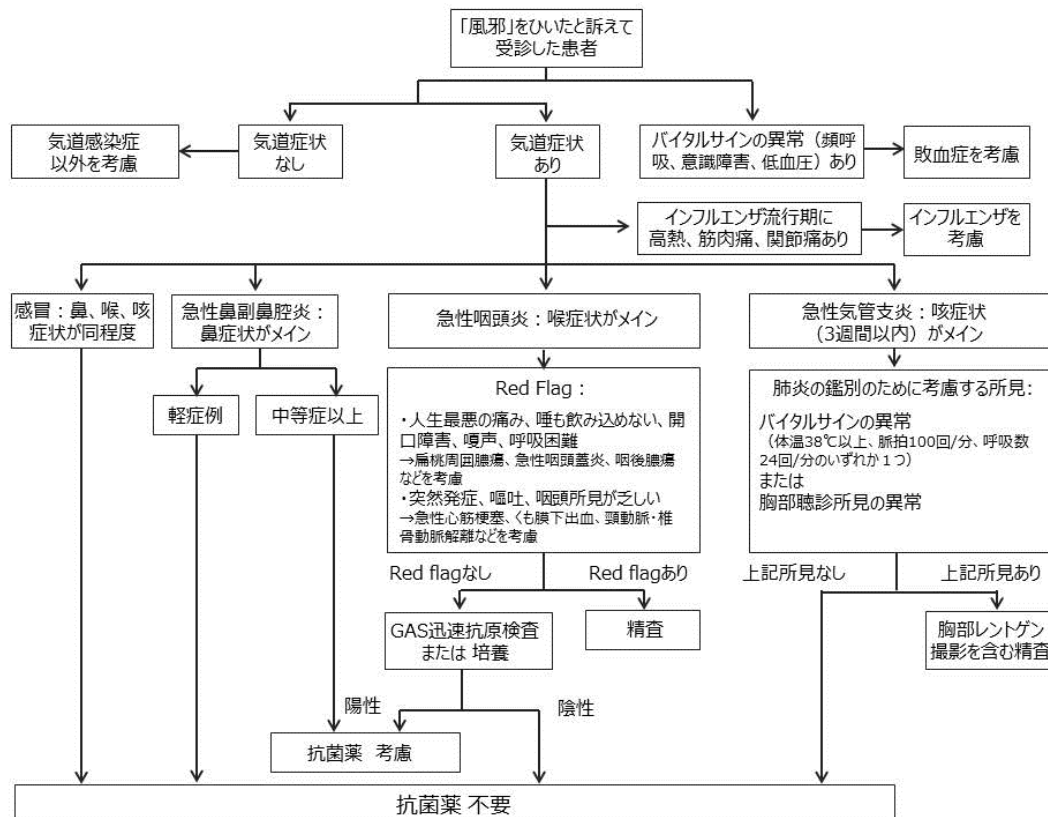 「風邪」をひいたと訴えて
受診した患者
気道感染症
以外を考慮
気道症状
なし
気道症状
あり
バイタルサインの異常（頻呼
吸、意識障害、低血圧）あり
敗血症を考慮
インフルエンザ流行期に
高熱、筋肉痛、関節痛あり
インフルエンザを
考慮
感冒：鼻、喉、咳
症状が同程度
急性鼻副鼻腔炎：
鼻症状がメイン
急性咽頭炎：喉症状がメイン
急性気管支炎：咳症状
（3週間以内）がメイン
軽症例
中等症以上
Red Flag：
・人生最悪の痛み、唾も飲み込めない、開
口障害、嗄声、呼吸困難
→扁桃周囲膿瘍、急性咽頭蓋炎、咽後膿瘍
などを考慮
・突然発症、嘔吐、咽頭所見が乏しい
→急性心筋梗塞、くも膜下出血、頸動脈・椎
骨動脈解離などを考慮
肺炎の鑑別のために考慮する所見：
バイタルサインの異常
（体温38℃以上、脈拍100回/分、呼吸数
24回/分のいずれか１つ）
または
胸部聴診所見の異常
Red flagなし
Red flagあり
上記所見なし
上記所見あり
GAS迅速抗原検査
または 培養
精査
胸部レントゲン
撮影を含む精査
陽性
陰性
抗菌薬 考慮
抗菌薬 不要